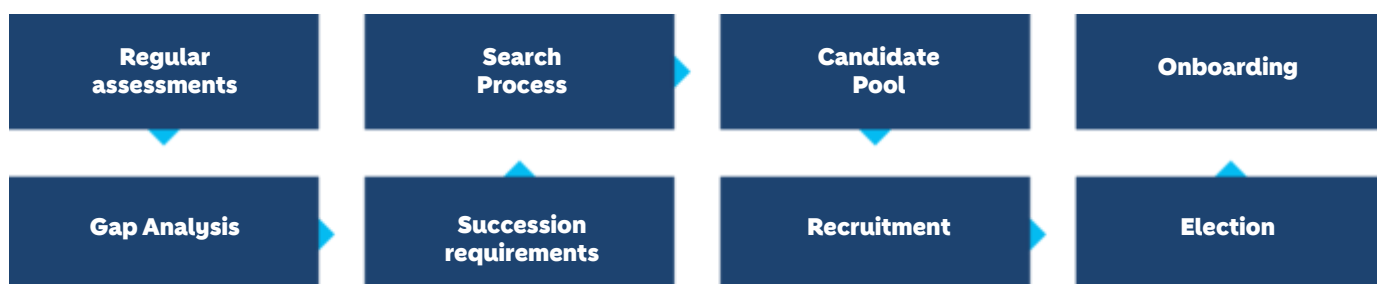 Regular
assessments
Search
Process
Candidate
Pool
Onboarding
Gap Analysis
Succession
requirements
Recruitment
Election